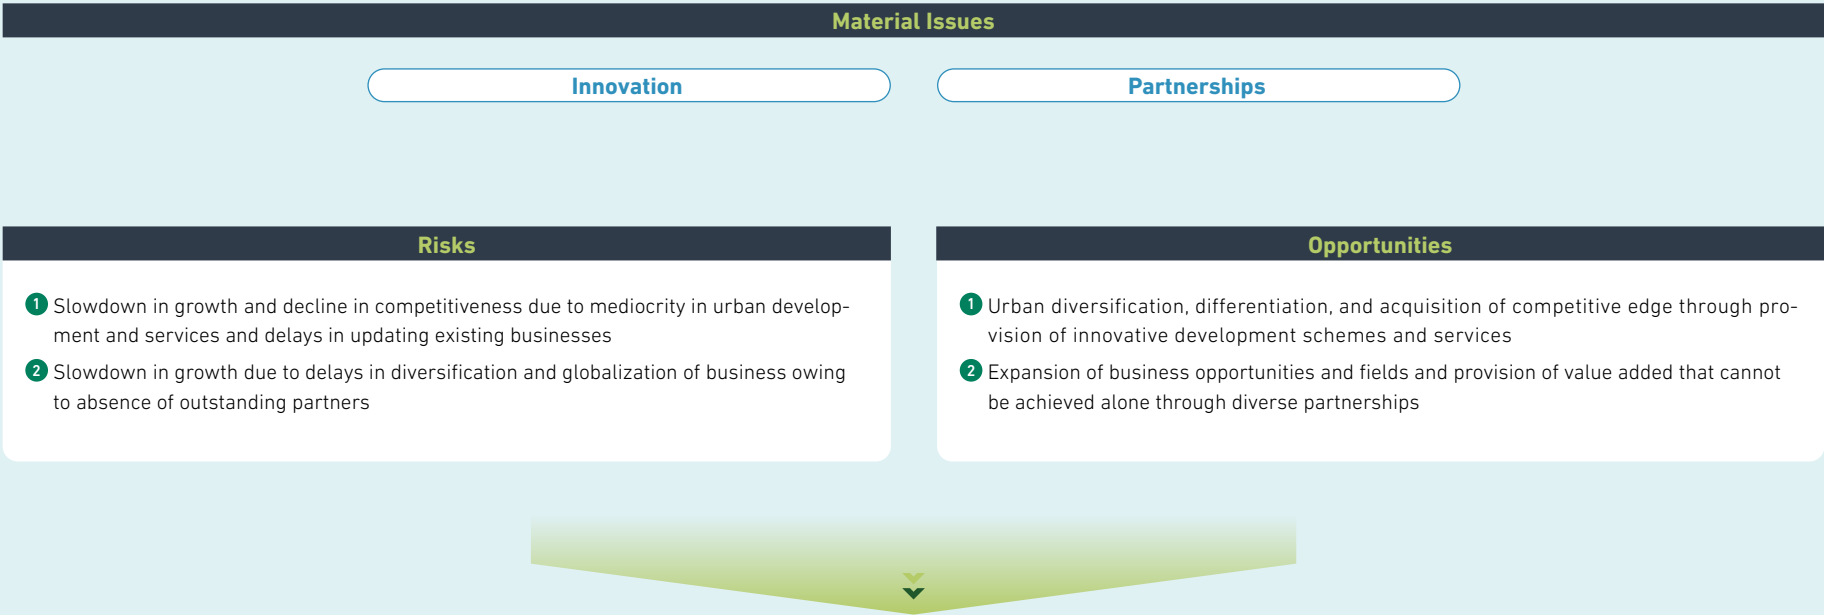 Material Issues
Innovation
Partnerships
Risks
1 Slowdown in growth and decline in competitiveness due to mediocrity in urban develop-
ment and services and delays in updating existing businesses
2 Slowdown in growth due to delays in diversification and globalization of business owing
to absence of outstanding partners
Opportunities
1 Urban diversification, differentiation, and acquisition of competitive edge through pro-
vision of innovative development schemes and services
2 Expansion of business opportunities and fields and provision of value added that cannot
be achieved alone through diverse partnerships